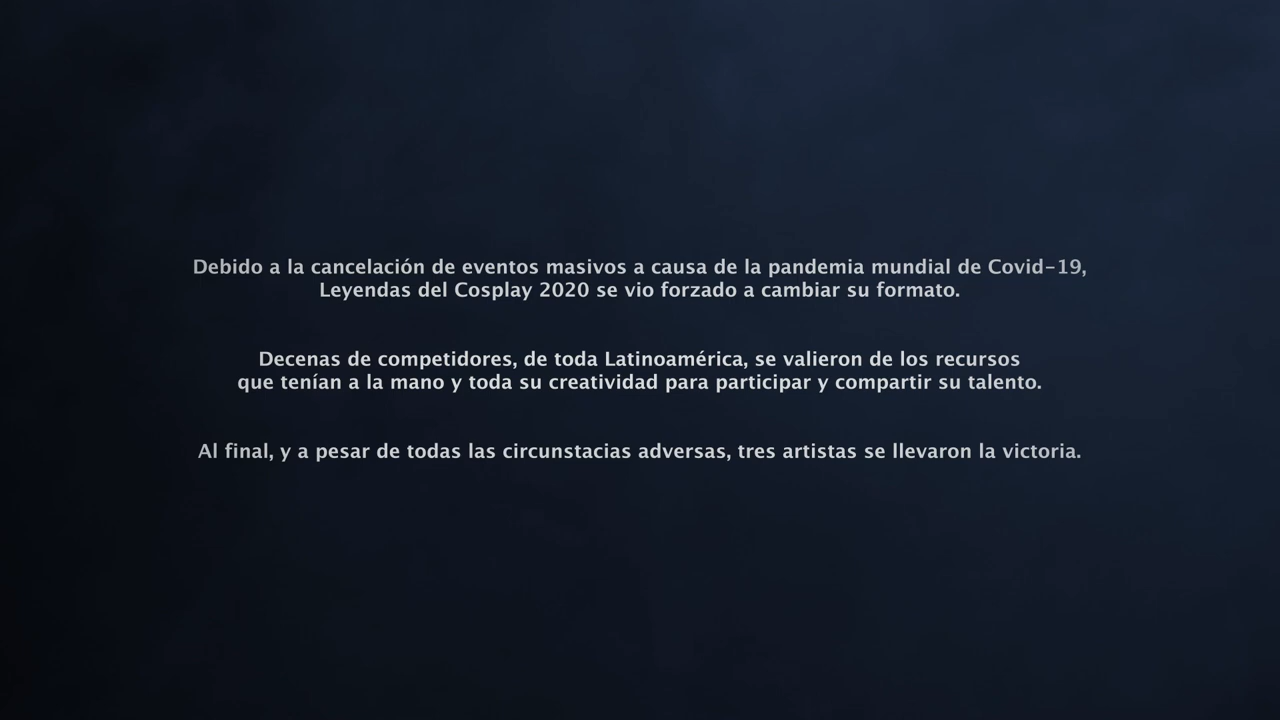 Debido a la cancelación de eventos masivos a causa de la pandemia mundial de Covid-19,
Leyendas del Cosplay 2020 se vio forzado a cambiar su formato.
Decenas de competidores, de toda Latinoamérica, se valieron de los recursos
que tenían a la mano y toda su creatividad para participar y compartir su talento.
Al final, y a pesar de todas las circunstacias adversas, tres artistas se llevaron la victoria.